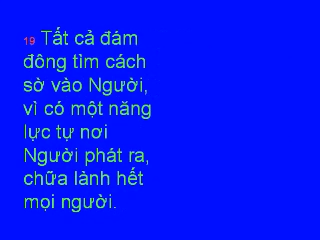 19 Tất cả đám
đông tìm cách
sờ vào Người,
vì có một năng
lực tự nơi
Người phát ra,
chữa lành hết
mọi người.